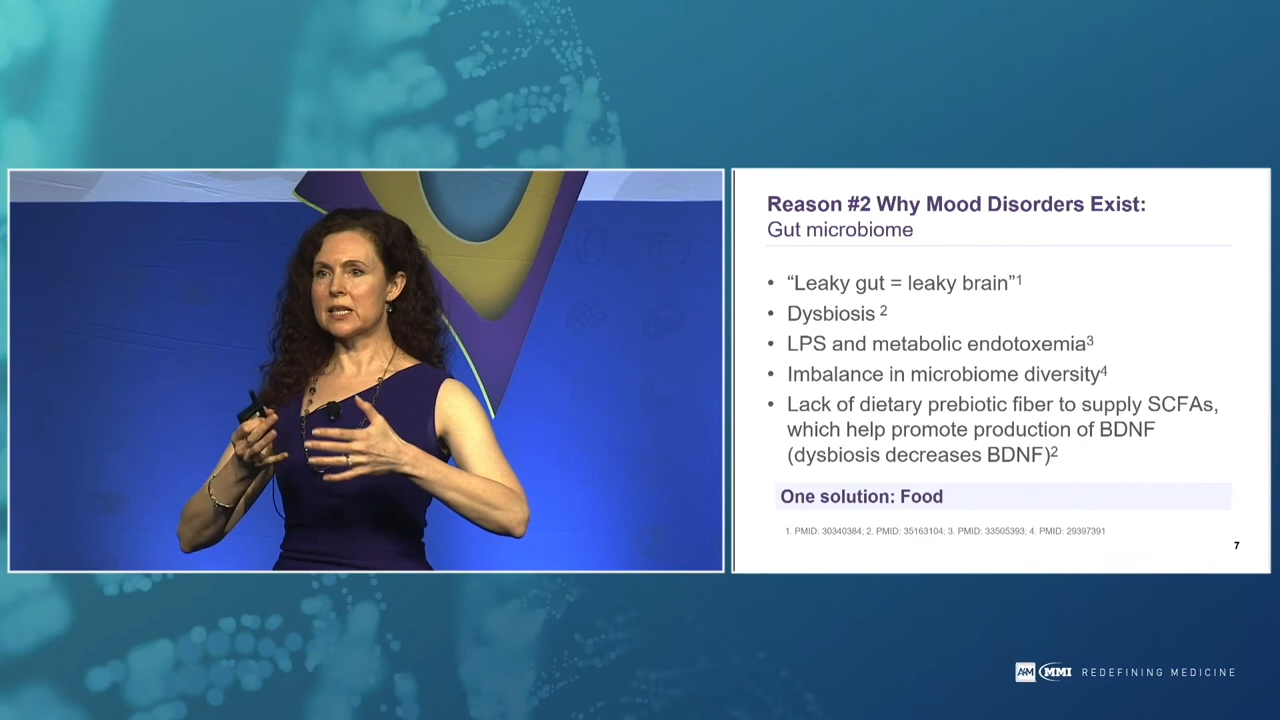 Reason #2 Why Mood Disorders Exist:
Gut microbiome
• “Leaky gut = leaky brain”1
• Dysbiosis 2
• LPS and metabolic endotoxemia3
• Imbalance in microbiome diversity4
• Lack of dietary prebiotic fiber to supply SCFAs,
which help promote production of BDNF
(dysbiosis decreases BDNF)2
One solution: Food
1. PMID: 30340384; 2. PMID: 35163104; 3. PMID: 33505393; 4. PMID: 29397391
7
A4M MMI REDEFINING MEDICINE